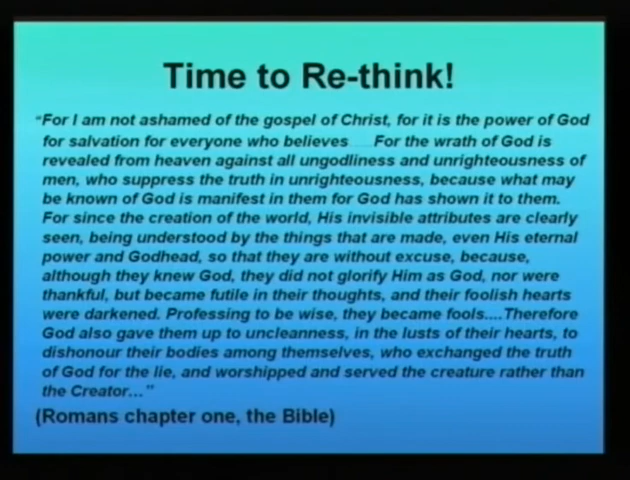 Time to Re-think!
"For I am not ashamed of the gospel of Christ, for it is the power of God
for salvation for everyone who believes   For the wrath of God is
revealed from heaven against all ungodliness and unrighteousness of
men, who suppress the truth in unrighteousness, because what may
be known of God is manifest in them for God has shown it to them.
For since the creation of the world, His invisible attributes are clearly
seen, being understood by the things that are made, even His eternal
power and Godhead, so that they are without excuse, because,
although they knew God, they did not glorify Him as God, nor were
thankful, but became futile in their thoughts, and their foolish hearts
were darkened. Professing to be wise, they became fools....Therefore
God also gave them up to uncleanness, in the lusts of their hearts, to
dishonour their bodies among themselves, who exchanged the truth
of God for the lie, and worshipped and served the creature rather than
the Creator..."
(Romans chapter one, the Bible)